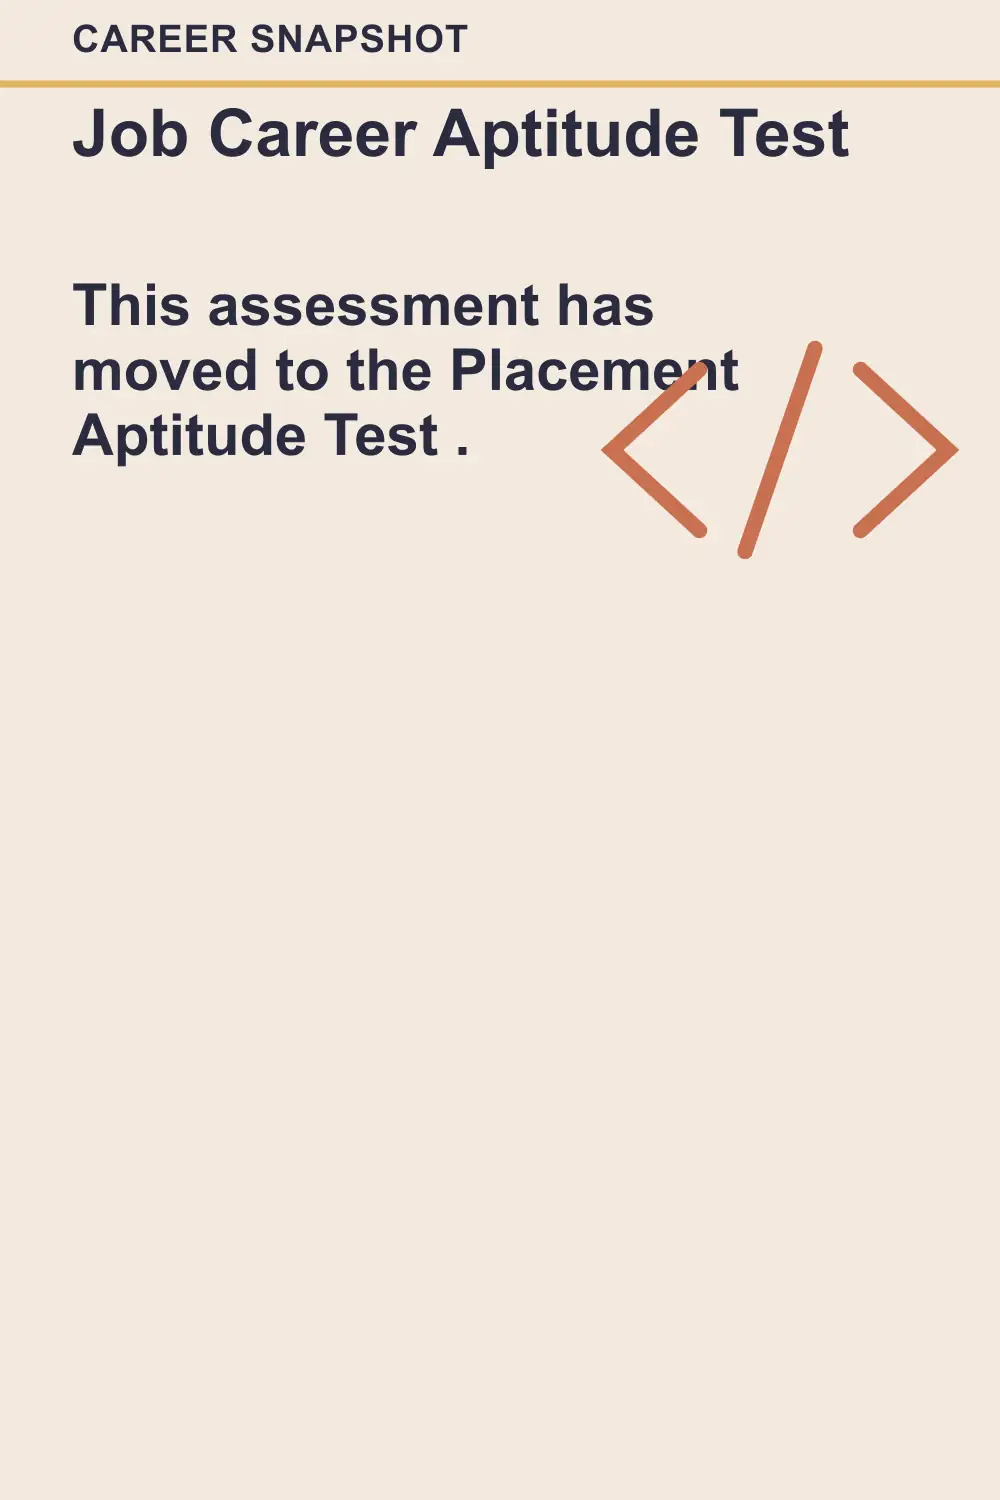 CAREER SNAPSHOT
Job Career Aptitude Test
This assessment has
moved to the Placement
Aptitude Test .